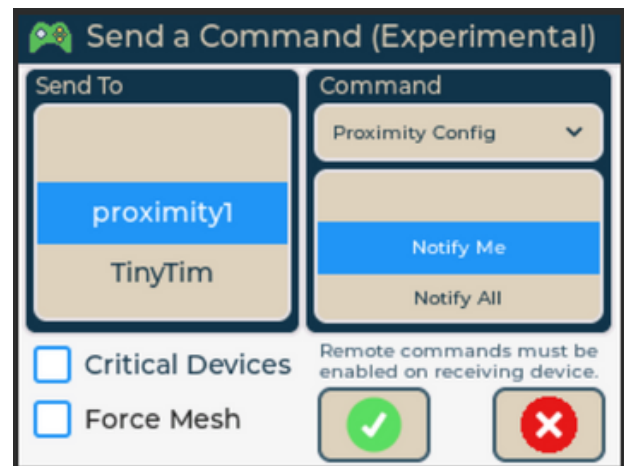 Send a Command (Experimental)
Send To
proximity1
TinyTim
Command
Proximity Config
Notify Me
Notify All
Critical Devices
Force Mesh
Remote commands must be
enabled on receiving device.